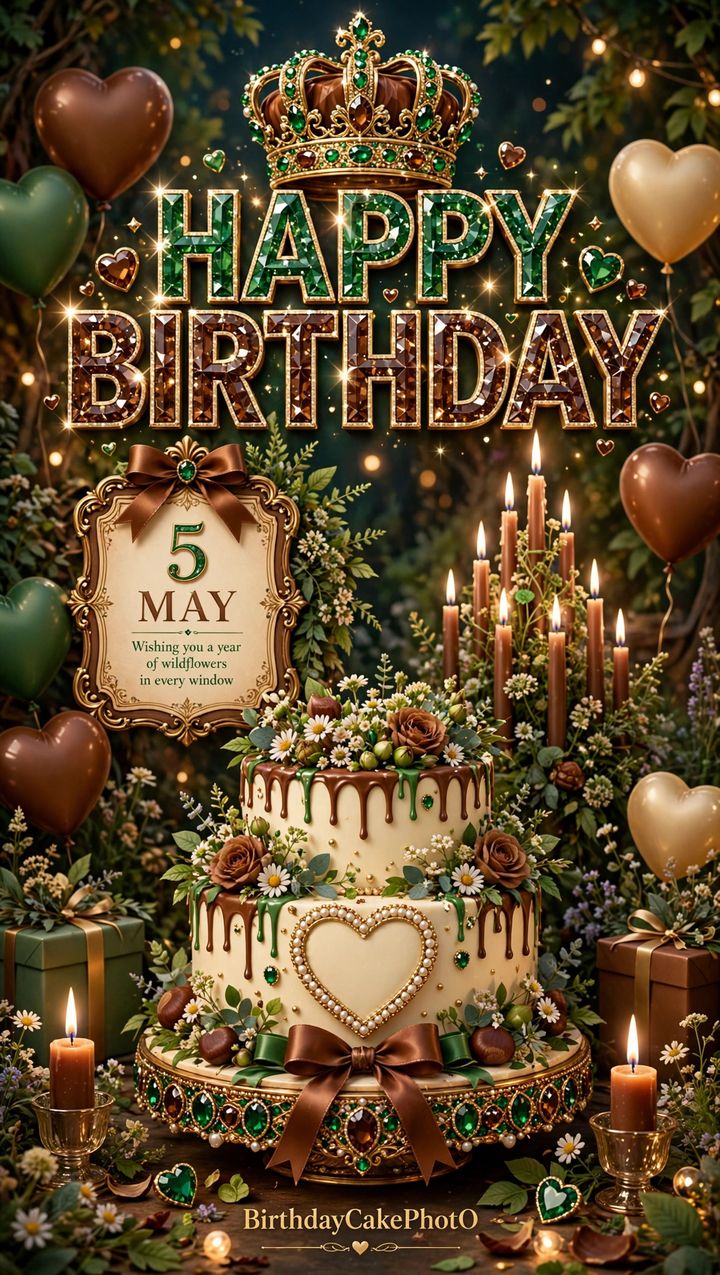 HAPPY
BIRTHDAY
5
MAY
Wishing you a year
of wildflowers
in every window
BirthdayCakePhotO